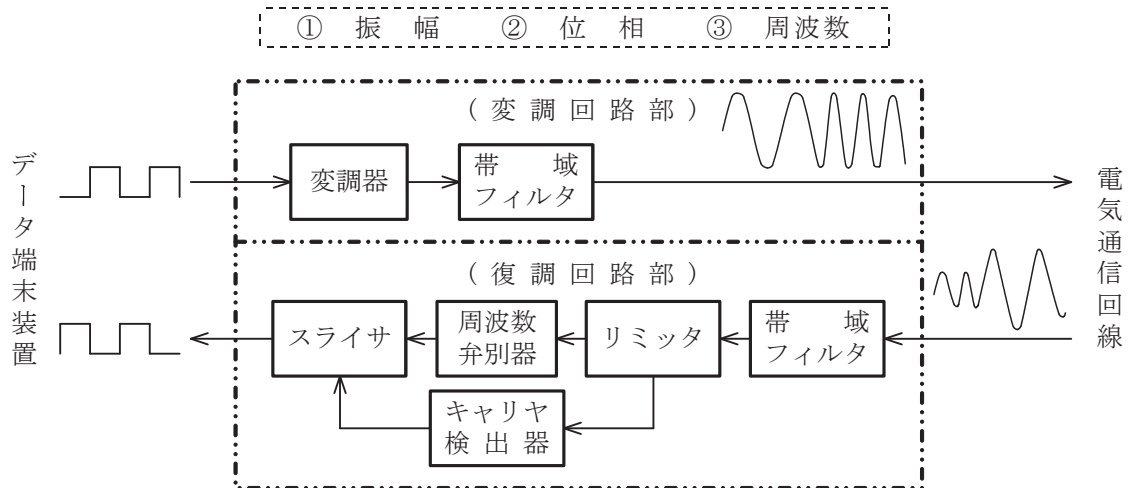 ① 振 幅 ② 位 相 ③ 周波数
(変調回路部)
データ端末装置
変調器
帯 域
フィルタ
電気通信回線
(復調回路部)
スライサ
周波数
弁別器
リミッタ
帯 域
フィルタ
キャリヤ
検出器